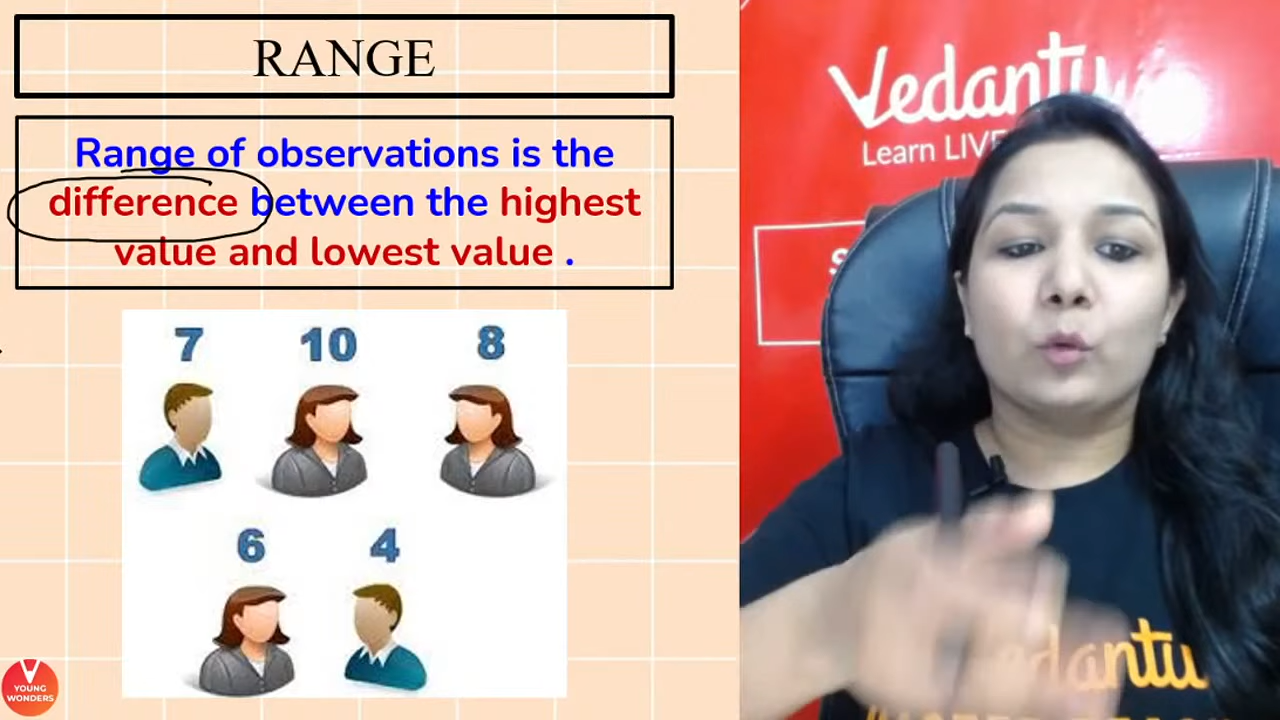 RANGE
Range of observations is the
difference between the highest
value and lowest value .
7 10 8
6 4
V
YOUNG
WONDERS
Vedantu
Learn LIVE
S
edantu